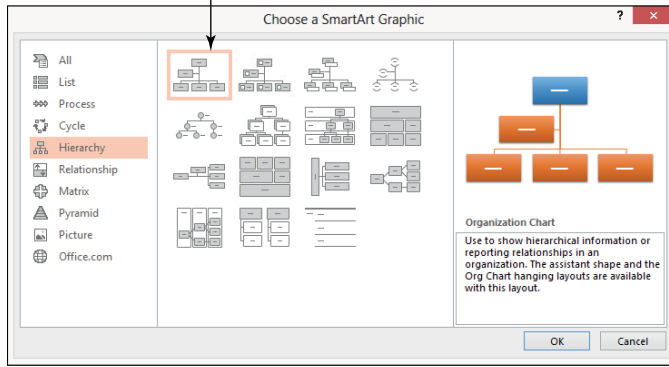 Choose a SmartArt Graphic
?
All
List
Process
Cycle
Hierarchy
Relationship
Matrix
Pyramid
Picture
Office.com
Organization Chart
Use to show hierarchical information or
reporting relationships in an
organization. The assistant shape and the
Org Chart hanging layouts are available
with this layout.
OK
Cancel